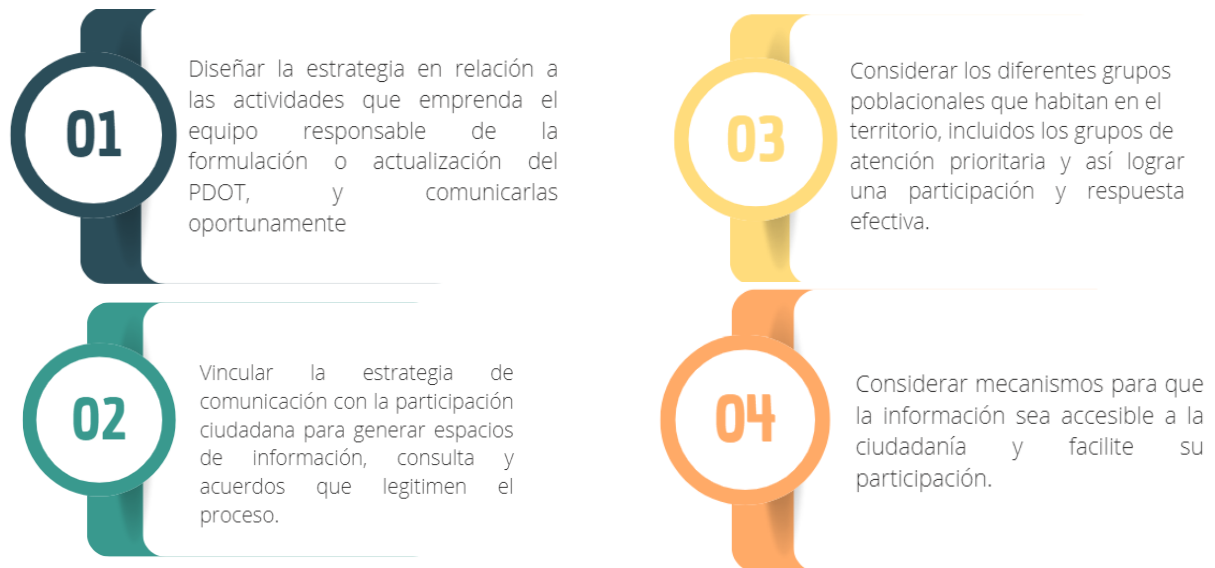 01
Diseñar la estrategia en relación a
las actividades que emprenda el
equipo responsable de la
formulación o actualización del
PDOT, y comunicarlas
oportunamente
02
Vincular la estrategia de
comunicación con la participación
ciudadana para generar espacios
de información, consulta y
acuerdos que legitimen el
proceso.
03
Considerar los diferentes grupos
poblacionales que habitan en el
territorio, incluidos los grupos de
atención prioritaria y así lograr
una participación y respuesta
efectiva.
04
Considerar mecanismos para que
la información sea accesible a la
ciudadanía y facilite su
participación.